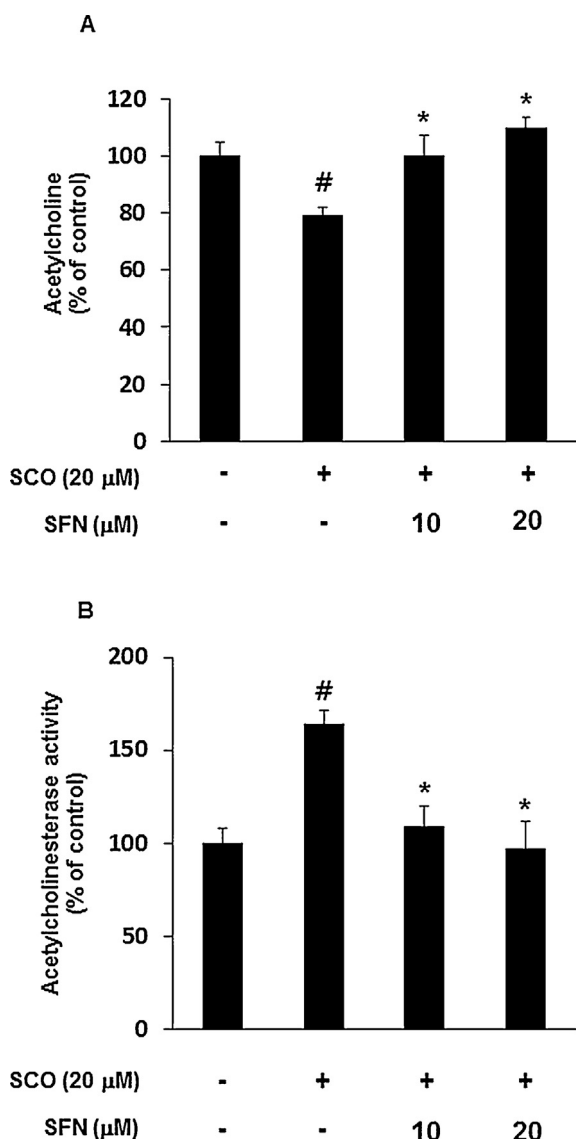 A
120
100
80
60
40
20
0
Acetylcholine
(% of control)
#
*
*
SCO (20 µM) - + + +
SFN (µM) - - 10 20
B
200
150
100
50
0
Acetylcholinesterase activity
(% of control)
#
*
*
SCO (20 µM) - + + +
SFN (µM) - - 10 20